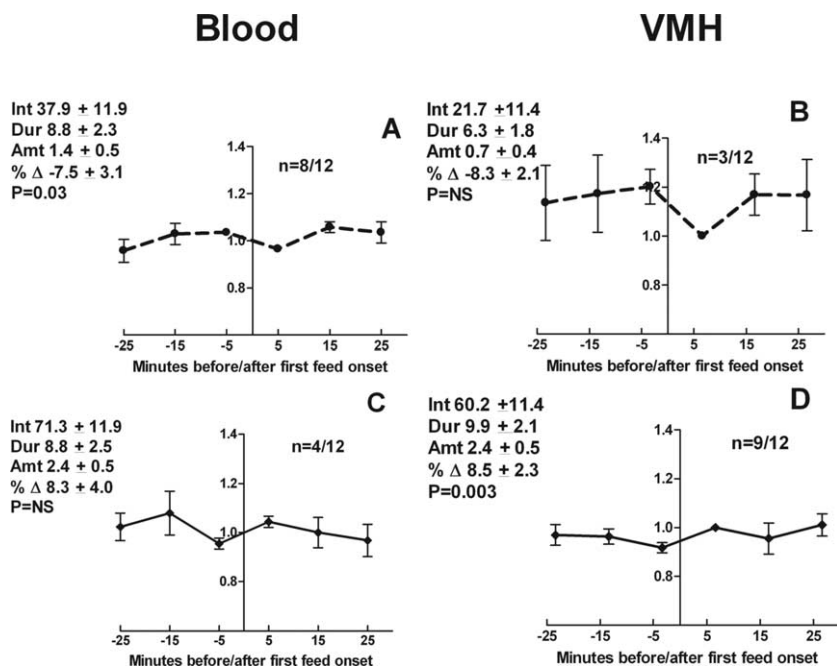 Blood
VMH
Int 37.9 ± 11.9
Dur 8.8 ± 2.3
Amt 1.4 ± 0.5
% Δ -7.5 ± 3.1
P=0.03
A
n=8/12
1.4
1.2
1.0
0.8
-25 -15 -5 5 15 25
Minutes before/after first feed onset
Int 21.7 ±11.4
Dur 6.3 ± 1.8
Amt 0.7 ± 0.4
% Δ -8.3 ± 2.1
P=NS
B
n=3/12
1.4
1.2
1.0
0.8
-25 -15 -5 5 15 25
Minutes before/after first feed onset
Int 71.3 ± 11.9
Dur 8.8 ± 2.5
Amt 2.4 ± 0.5
% Δ 8.3 ± 4.0
P=NS
C
n=4/12
1.4
1.2
1.0
0.8
-25 -15 -5 5 15 25
Minutes before/after first feed onset
Int 60.2 ±11.4
Dur 9.9 ± 2.1
Amt 2.4 ± 0.5
% Δ 8.5 ± 2.3
P=0.003
D
n=9/12
1.4
1.2
1.0
0.8
-25 -15 -5 5 15 25
Minutes before/after first feed onset